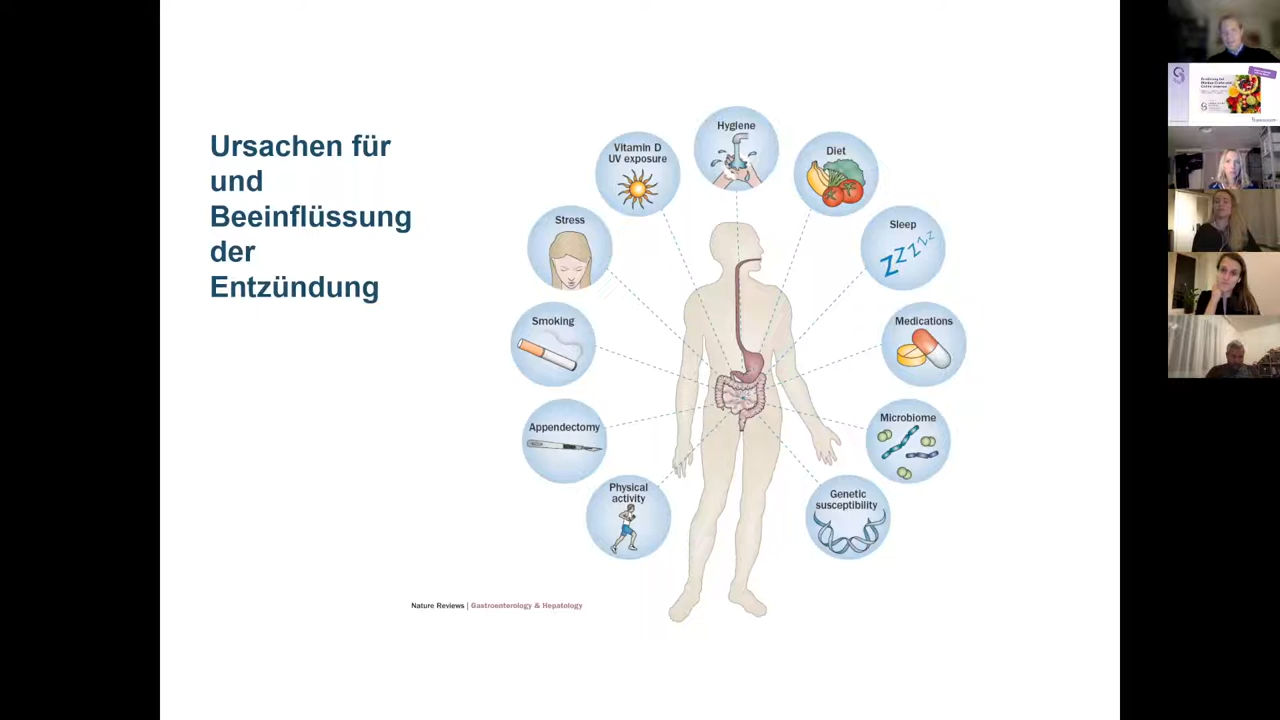 Ursachen für
und
Beeinflüssung
der
Entzündung
Hygiene
Vitamin D
UV exposure
Diet
Stress
Sleep
ZZZZZ
Smoking
Medications
Appendectomy
Microbiome
Physical
activity
Genetic
susceptibility
Nature Reviews | Gastroenterology & Hepatology